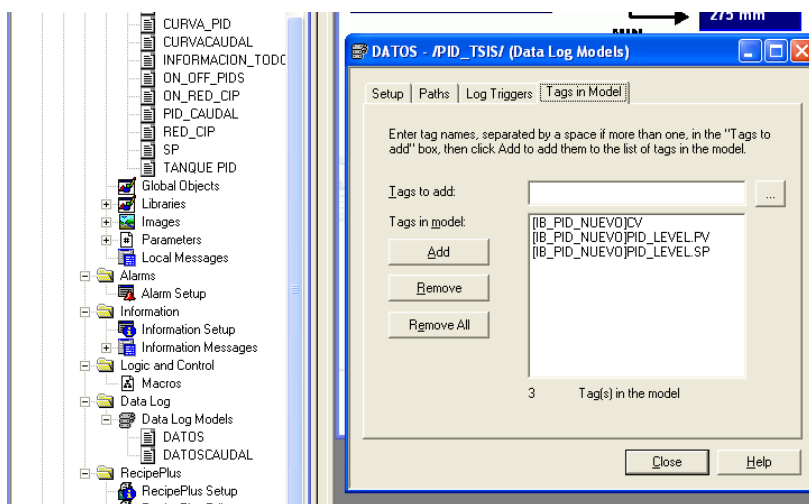 CURVA_PID
CURVACAUDAL
INFORMACION_TODO
ON_OFF_PIDS
ON_RED_CIP
PID_CAUDAL
RED_CIP
SP
TANQUE PID
Global Objects
Libraries
Images
Parameters
Local Messages
Alarms
Alarm Setup
Information
Information Setup
Information Messages
Logic and Control
Macros
Data Log
Data Log Models
DATOS
DATOSCAUDAL
RecipePlus
RecipePlus Setup
275 mm
MIN
DATOS - /PID_TSIS/ (Data Log Models)
Setup Paths Log Triggers Tags in Model
Enter tag names, separated by a space if more than one, in the "Tags to
add" box, then click Add to add them to the list of tags in the model.
Tags to add:
...
Tags in model:
[IB_PID_NUEVO]CV
[IB_PID_NUEVO]PID_LEVEL.PV
[IB_PID_NUEVO]PID_LEVEL.SP
Add
Remove
Remove All
3 Tag(s) in the model
Close Help